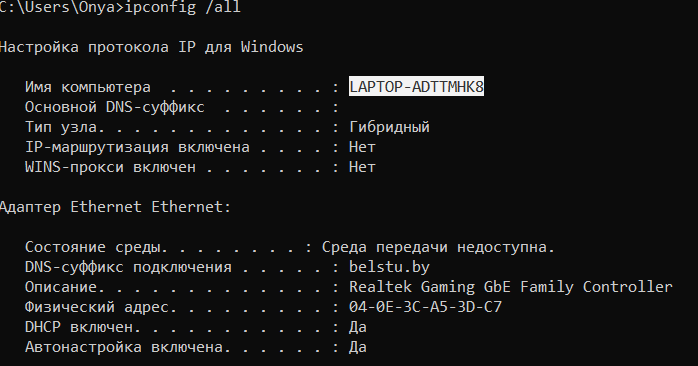 C:\Users\Onya>ipconfig /all
Настройка протокола IP для Windows
Имя компьютера  . . . . . . . . . : LAPTOP-ADTTMHK8
Основной DNS-суффикс  . . . . . . :
Тип узла. . . . . . . . . . . . . : Гибридный
IP-маршрутизация включена . . . . : Нет
WINS-прокси включен . . . . . . . : Нет
Адаптер Ethernet Ethernet:
Состояние среды. . . . . . . . : Среда передачи недоступна.
DNS-суффикс подключения . . . . . : belstu.by
Описание. . . . . . . . . . . . . : Realtek Gaming GbE Family Controller
Физический адрес. . . . . . . . . : 04-0E-3C-A5-3D-C7
DHCP включен. . . . . . . . . . . : Да
Автонастройка включена. . . . . . : Да